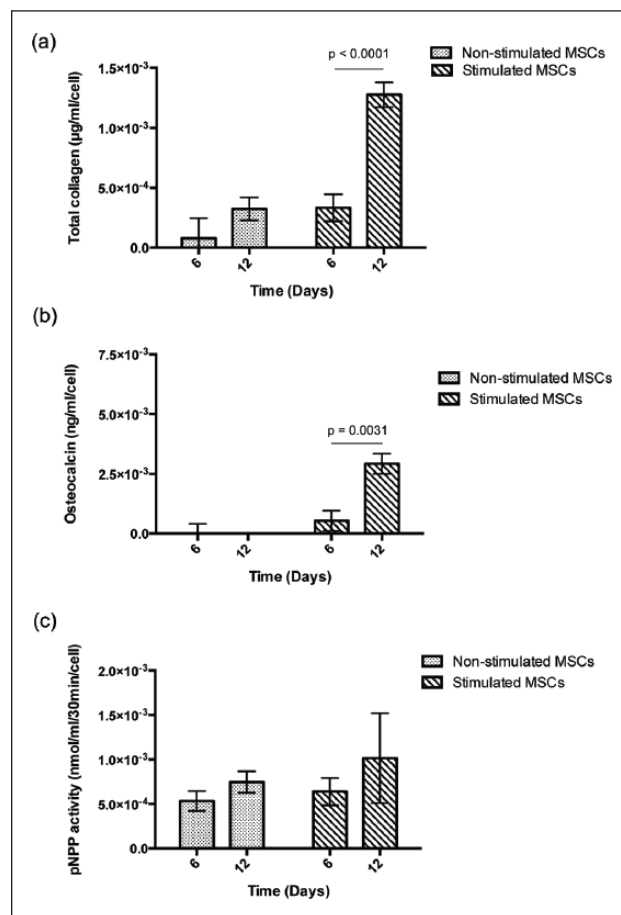 (a)
p < 0.0001
Non-stimulated MSCs
Stimulated MSCs
Total collagen (µg/ml/cell)
1.5×10⁻³
1.0×10⁻³
5.0×10⁻⁴
0.0
6
12
6
12
Time (Days)
(b)
Osteocalcin (ng/ml/cell)
7.5×10⁻³
5.0×10⁻³
2.5×10⁻³
0.0
p = 0.0031
Non-stimulated MSCs
Stimulated MSCs
6
12
6
12
Time (Days)
(c)
pNPP activity (nmol/ml/30min/cell)
2.0×10⁻³
1.5×10⁻³
1.0×10⁻³
5.0×10⁻⁴
0.0
Non-stimulated MSCs
Stimulated MSCs
6
12
6
12
Time (Days)